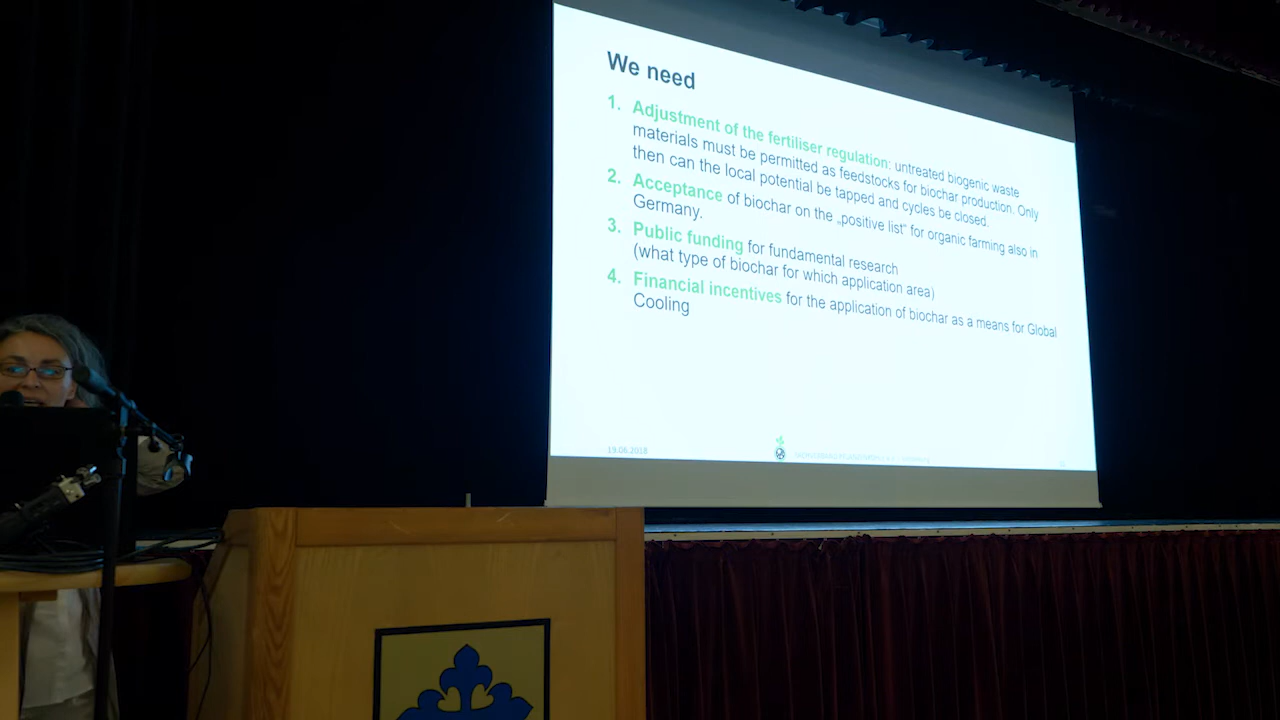 We need
1. Adjustment of the fertiliser regulation: untreated biogenic waste
materials must be permitted as feedstocks for biochar production. Only
then can the local potential be tapped and cycles be closed.
2. Acceptance of biochar on the „positive list“ for organic farming also in
Germany.
3. Public funding for fundamental research
(what type of biochar for which application area)
4. Financial incentives for the application of biochar as a means for Global
Cooling
19.06.2018